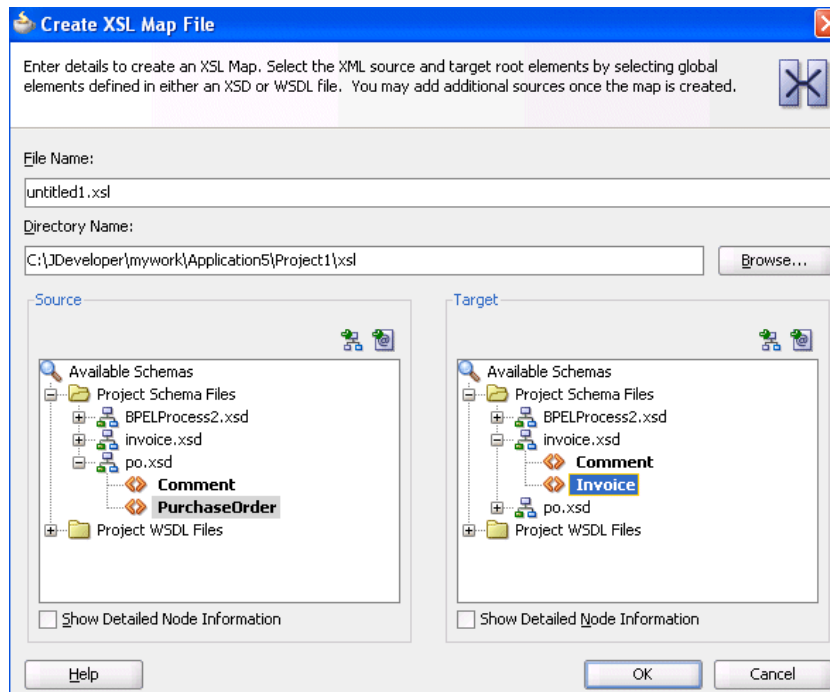 Create XSL Map File
Enter details to create an XSL Map. Select the XML source and target root elements by selecting global
elements defined in either an XSD or WSDL file. You may add additional sources once the map is created.
File Name:
untitled1.xsl
Directory Name:
C:\JDeveloper\mywork\Application5\Project1\xsl
Browse...
Source
Available Schemas
Project Schema Files
BPELProcess2.xsd
invoice.xsd
po.xsd
Comment
PurchaseOrder
Project WSDL Files
Show Detailed Node Information
Target
Available Schemas
Project Schema Files
BPELProcess2.xsd
invoice.xsd
Comment
Invoice
po.xsd
Project WSDL Files
Show Detailed Node Information
Help
OK
Cancel